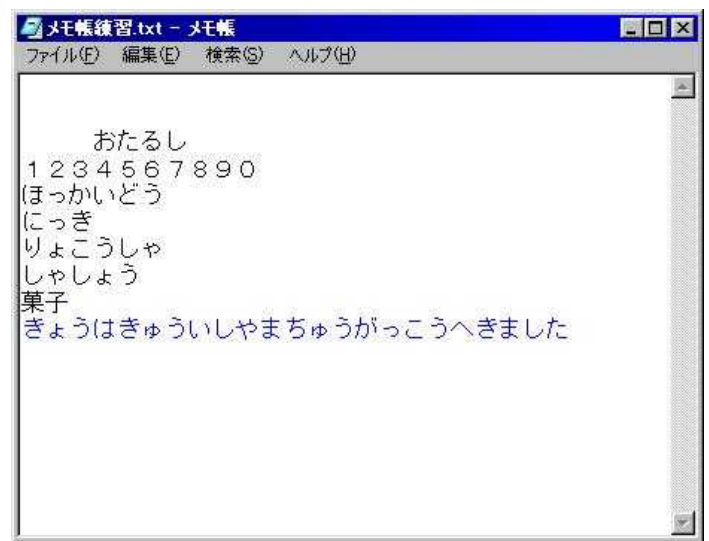 メモ帳練習.txt - メモ帳
ファイル(F) 編集(E) 検索(S) ヘルプ(H)
おたるし
１２３４５６７８９０
ほっかいどう
にっき
りょこうしゃ
しゃしょう
菓子
きょうはきゅういしやまちゅうがっこうへきました